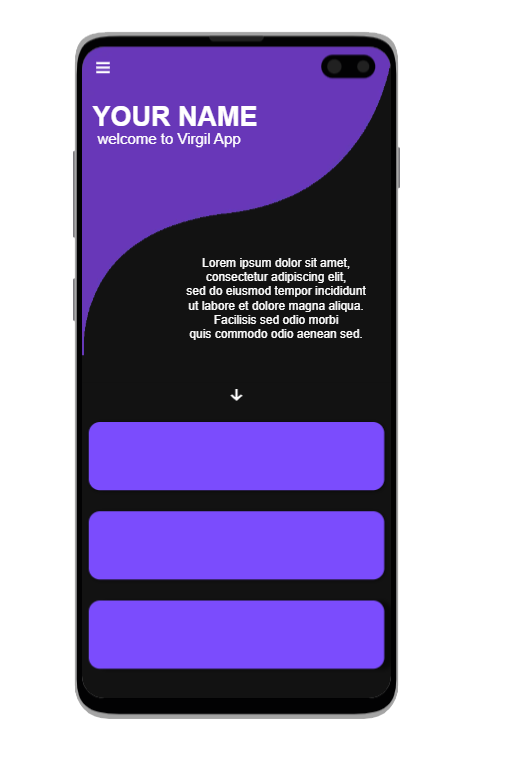 YOUR NAME
welcome to Virgil App
Lorem ipsum dolor sit amet,
consectetur adipiscing elit,
sed do eiusmod tempor incididunt
ut labore et dolore magna aliqua.
Facilisis sed odio morbi
quis commodo odio aenean sed.